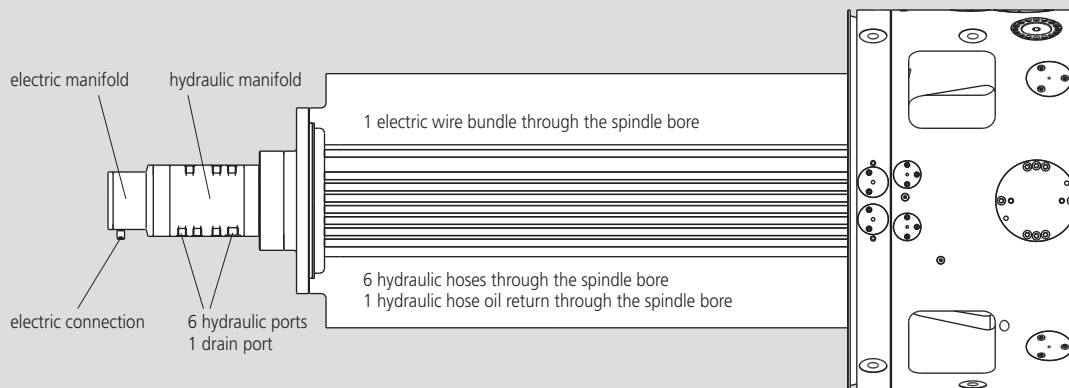 electric manifold
hydraulic manifold
1 electric wire bundle through the spindle bore
6 hydraulic hoses through the spindle bore
1 hydraulic hose oil return through the spindle bore
electric connection
6 hydraulic ports
1 drain port